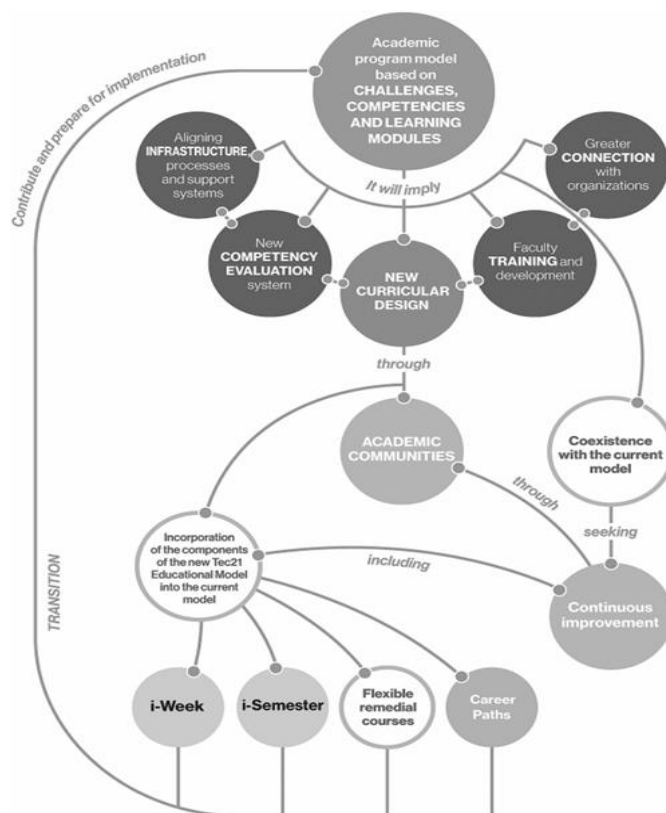 Academic
program model
based on
CHALLENGES,
COMPETENCIES
AND LEARNING
MODULES
Contribute and prepare for implementation
Aligning
INFRASTRUCTURE,
processes
and support
systems
It will imply
Greater
CONNECTION
with
organizations
New
COMPETENCY
EVALUATION
system
NEW
CURRICULAR
DESIGN
Faculty
TRAINING and
development
through
ACADEMIC
COMMUNITIES
Coexistence
with the current
model
through
seeking
Incorporation
of the components
of the new Tec21
Educational Model
into the current
model
including
Continuous
improvement
TRANSITION
i-Week
i-Semester
Flexible
remedial
courses
Career
Paths